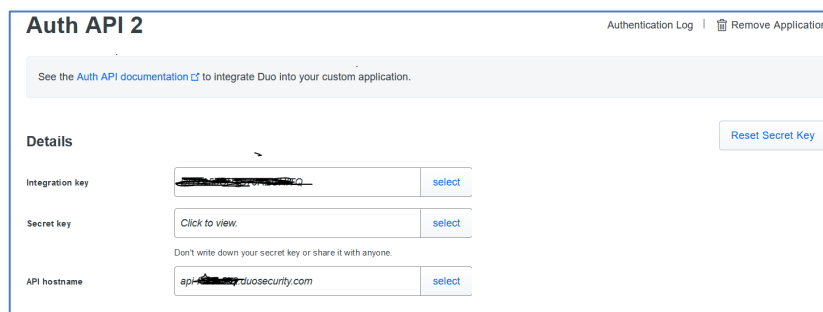 Auth API 2
Authentication Log | Remove Application
See the Auth API documentation to integrate Duo into your custom application.
Details
Reset Secret Key
Integration key select
Secret key Click to view. select
Don't write down your secret key or share it with anyone.
API hostname api- .duosecurity.com select